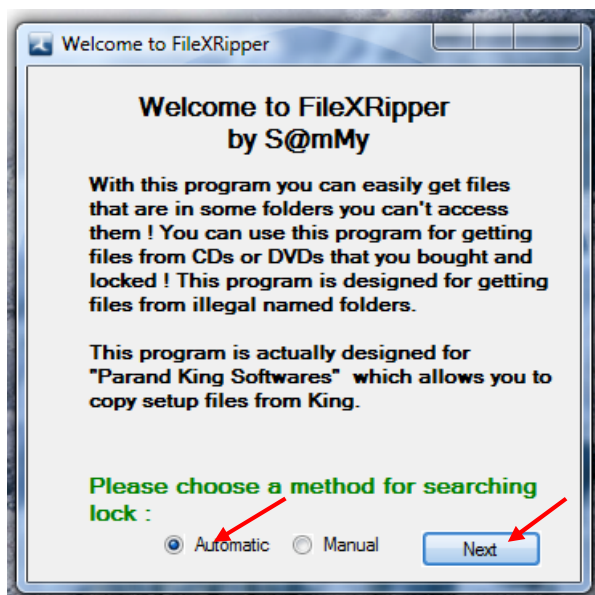 Welcome to FileXRipper
Welcome to FileXRipper
by S@mMy
With this program you can easily get files
that are in some folders you can't access
them ! You can use this program for getting
files from CDs or DVDs that you bought and
locked ! This program is designed for getting
files from illegal named folders.
This program is actually designed for
"Parand King Softwares"  which allows you to
copy setup files from King.
Please choose a method for searching
lock :
Automatic Manual Next